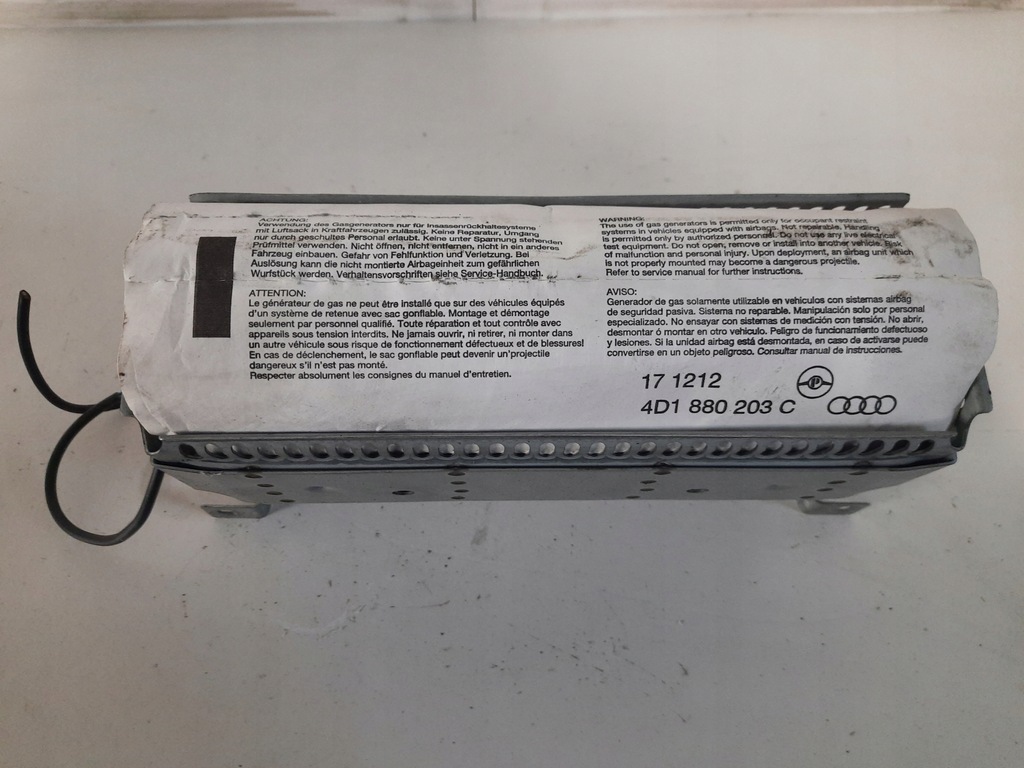 ACHTUNG:
Verwendung des Gasgenerators nur für Insassenrückhaltesysteme
mit Luftsack in Kraftfahrzeugen zulässig. Keine Reparatur, Umgang
nur durch geschultes Personal erlaubt. Keine unter Spannung stehenden
Prüfmittel verwenden. Nicht öffnen, nicht entfernen, nicht in ein anderes
Fahrzeug einbauen. Gefahr von Fehlfunktion und Verletzung. Bei
Auslösung kann die nicht montierte Airbageinheit zum gefährlichen
Wurfstück werden. Verhaltensvorschriften siehe Service-Handbuch.
ATTENTION:
Le générateur de gas ne peut être installé que sur des véhicules équipés
d'un système de retenue avec sac gonflable. Montage et démontage
seulement par personnel qualifié. Toute réparation et tout contrôle avec
appareils sous tension interdits. Ne jamais ouvrir, ni retirer, ni monter dans
un autre véhicule sous risque de fonctionnement défectueux et de blessures!
En cas de déclenchement, le sac gonflable peut devenir un'projectile
dangereux s'il n'est pas monté.
Respecter absolument les consignes du manuel d'entretien.
WARNING:
The use of gas generators is permitted only for occupant restraint
systems in vehicles equipped with airbags. Not repairable. Handling
is permitted only by authorized personal. Do not use any live electrical
test equipment. Do not open, remove or install into another vehicle. Risk
of malfunction and personal injury. Upon deployment, an airbag unit which
is not properly mounted may become a dangerous projectile.
Refer to service manual for further instructions.
AVISO:
Generador de gas solamente utilizable en vehiculos con sistemas airbag
de seguridad pasiva. Sistema no reparable. Manipulación solo por personal
especializado. No ensayar con sistemas de medición con tensión. No abrir,
desmontar ó montar en otro vehiculo. Peligro de funcionamiento defectuoso
y lesiones. Si la unidad airbag está desmontada, en caso de activarse puede
convertirse en un objeto peligroso. Consultar manual de instrucciones.
17 1212
4D1 880 203 C